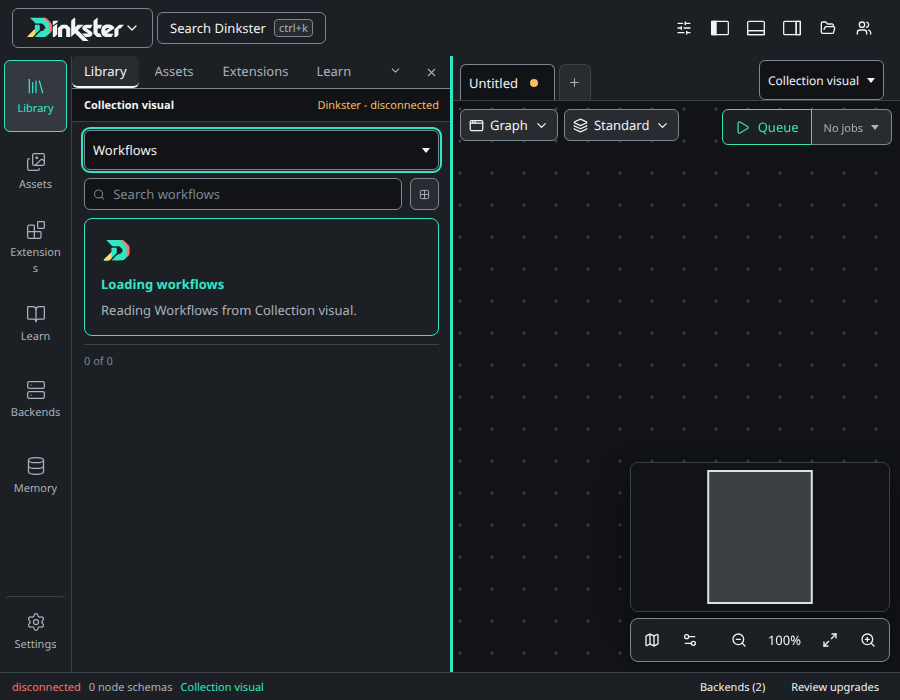 Dinkster
Search Dinkster ctrl+k
Library Assets Extensions Learn
Untitled
+
Collection visual
Library
Assets
Extension
s
Learn
Backends
Memory
Settings
Collection visual Dinkster - disconnected
Workflows
Search workflows
Loading workflows
Reading Workflows from Collection visual.
0 of 0
Graph
Standard
Queue
No jobs
100%
disconnected 0 node schemas Collection visual
Backends (2) Review upgrades